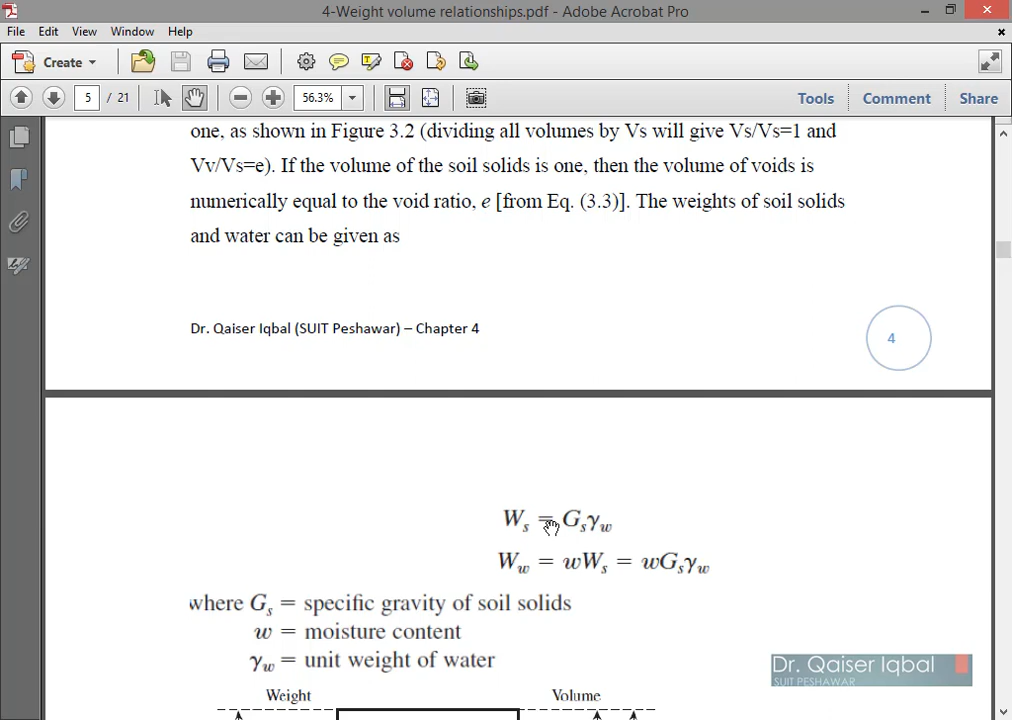 4-Weight volume relationships.pdf - Adobe Acrobat Pro
File Edit View Window Help
Create
5 / 21 56.3% Tools Comment Share
one, as shown in Figure 3.2 (dividing all volumes by Vs will give Vs/Vs=1 and
Vv/Vs=e). If the volume of the soil solids is one, then the volume of voids is
numerically equal to the void ratio, e [from Eq. (3.3)]. The weights of soil solids
and water can be given as
Dr. Qaiser Iqbal (SUIT Peshawar) – Chapter 4
4
Wₛ = Gₛγ_w
W_w = wWₛ = wGₛγ_w
where Gₛ = specific gravity of soil solids
w = moisture content
γ_w = unit weight of water
Dr. Qaiser Iqbal
SUIT PESHAWAR
Weight Volume